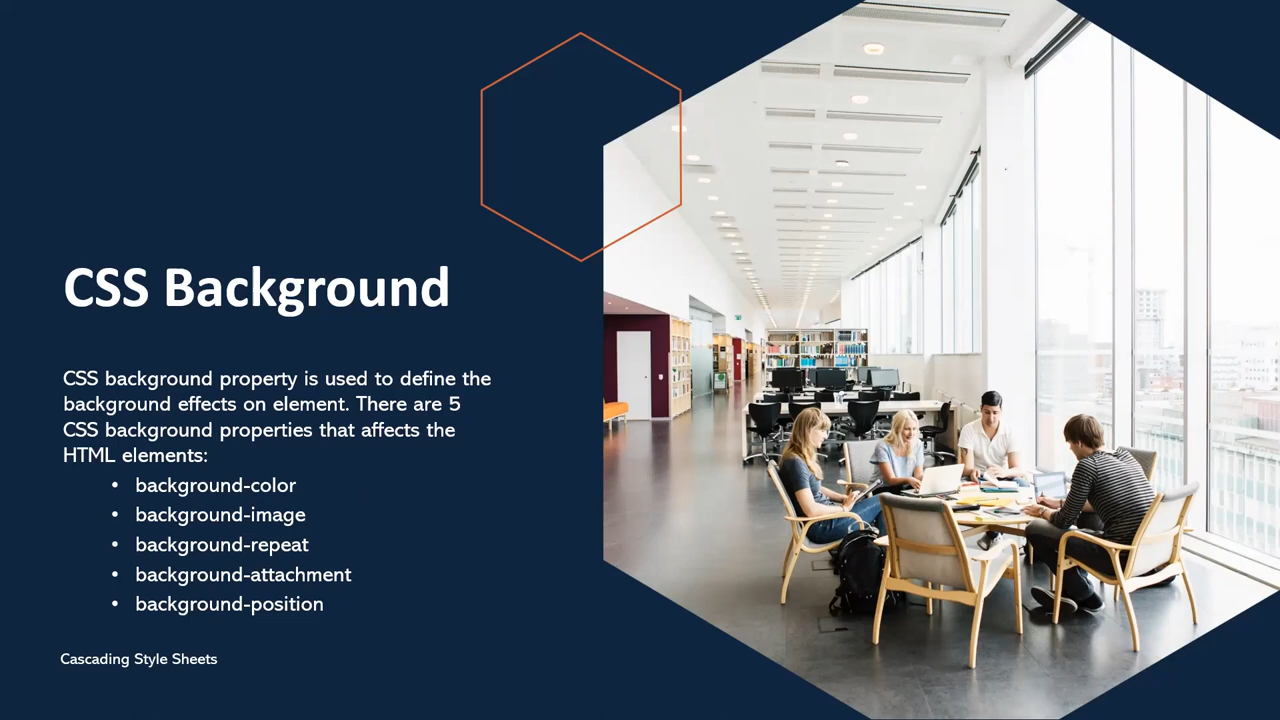 CSS Background
CSS background property is used to define the
background effects on element. There are 5
CSS background properties that affects the
HTML elements:
• background-color
• background-image
• background-repeat
• background-attachment
• background-position
Cascading Style Sheets